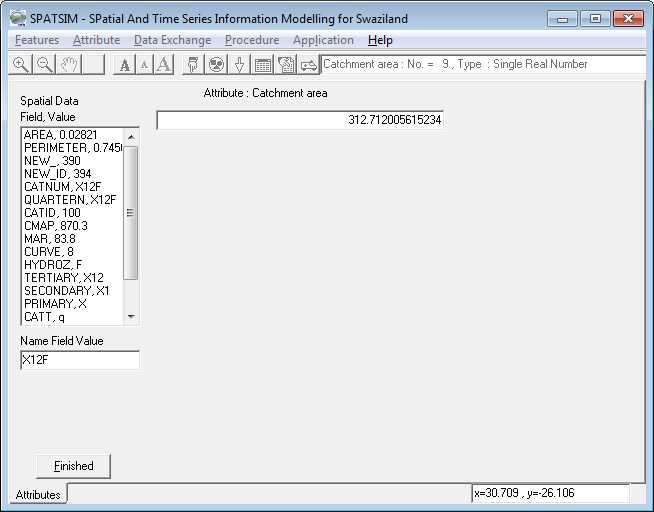 SPATSIM - SPatial And Time Series Information Modelling for Swaziland
Features Attribute Data Exchange Procedure Application Help
A A A Catchment area : No. = 9., Type : Single Real Number
Attribute : Catchment area
Spatial Data
Field, Value
312.712005615234
AREA, 0.02821
PERIMETER, 0.7456
NEW_, 390
NEW_ID, 394
CATNUM, X12F
QUARTERN, X12F
CATID, 100
CMAP, 870.3
MAR, 83.8
CURVE, 8
HYDROZ, F
TERTIARY, X12
SECONDARY, X1
PRIMARY, X
CATT, q
Name Field Value
X12F
Finished
Attributes
x=30.709 , y=-26.106